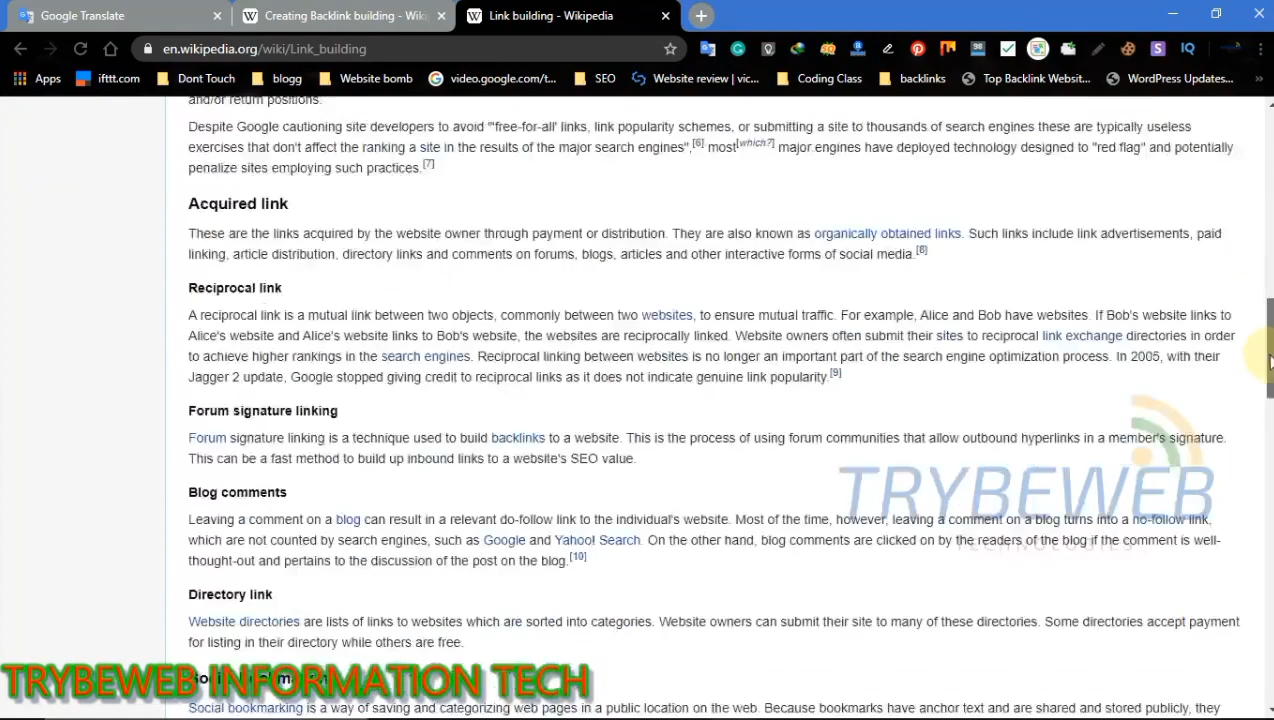 Google Translate
Creating Backlink building - Wiki
Link building - Wikipedia
en.wikipedia.org/wiki/Link_building
Apps
ifttt.com
Dont Touch
blogg
Website bomb
video.google.com/t...
SEO
Website review | vic...
Coding Class
backlinks
Top Backlink Websit...
WordPress Updates...
and/or return positions.
Despite Google cautioning site developers to avoid "'free-for-all' links, link popularity schemes, or submitting a site to thousands of search engines these are typically useless
exercises that don't affect the ranking a site in the results of the major search engines",[6] most[which?] major engines have deployed technology designed to "red flag" and potentially
penalize sites employing such practices.[7]
Acquired link
These are the links acquired by the website owner through payment or distribution. They are also known as organically obtained links. Such links include link advertisements, paid
linking, article distribution, directory links and comments on forums, blogs, articles and other interactive forms of social media.[8]
Reciprocal link
A reciprocal link is a mutual link between two objects, commonly between two websites, to ensure mutual traffic. For example, Alice and Bob have websites. If Bob's website links to
Alice's website and Alice's website links to Bob's website, the websites are reciprocally linked. Website owners often submit their sites to reciprocal link exchange directories in order
to achieve higher rankings in the search engines. Reciprocal linking between websites is no longer an important part of the search engine optimization process. In 2005, with their
Jagger 2 update, Google stopped giving credit to reciprocal links as it does not indicate genuine link popularity.[9]
Forum signature linking
Forum signature linking is a technique used to build backlinks to a website. This is the process of using forum communities that allow outbound hyperlinks in a member's signature.
This can be a fast method to build up inbound links to a website's SEO value.
Blog comments
Leaving a comment on a blog can result in a relevant do-follow link to the individual's website. Most of the time, however, leaving a comment on a blog turns into a no-follow link,
which are not counted by search engines, such as Google and Yahoo! Search. On the other hand, blog comments are clicked on by the readers of the blog if the comment is well-
thought-out and pertains to the discussion of the post on the blog.[10]
TRYBEWEB
TECHNOLOGIES
Directory link
Website directories are lists of links to websites which are sorted into categories. Website owners can submit their site to many of these directories. Some directories accept payment
for listing in their directory while others are free.
TRYBEWEB INFORMATION TECH
Social bookmarking is a way of saving and categorizing web pages in a public location on the web. Because bookmarks have anchor text and are shared and stored publicly, they